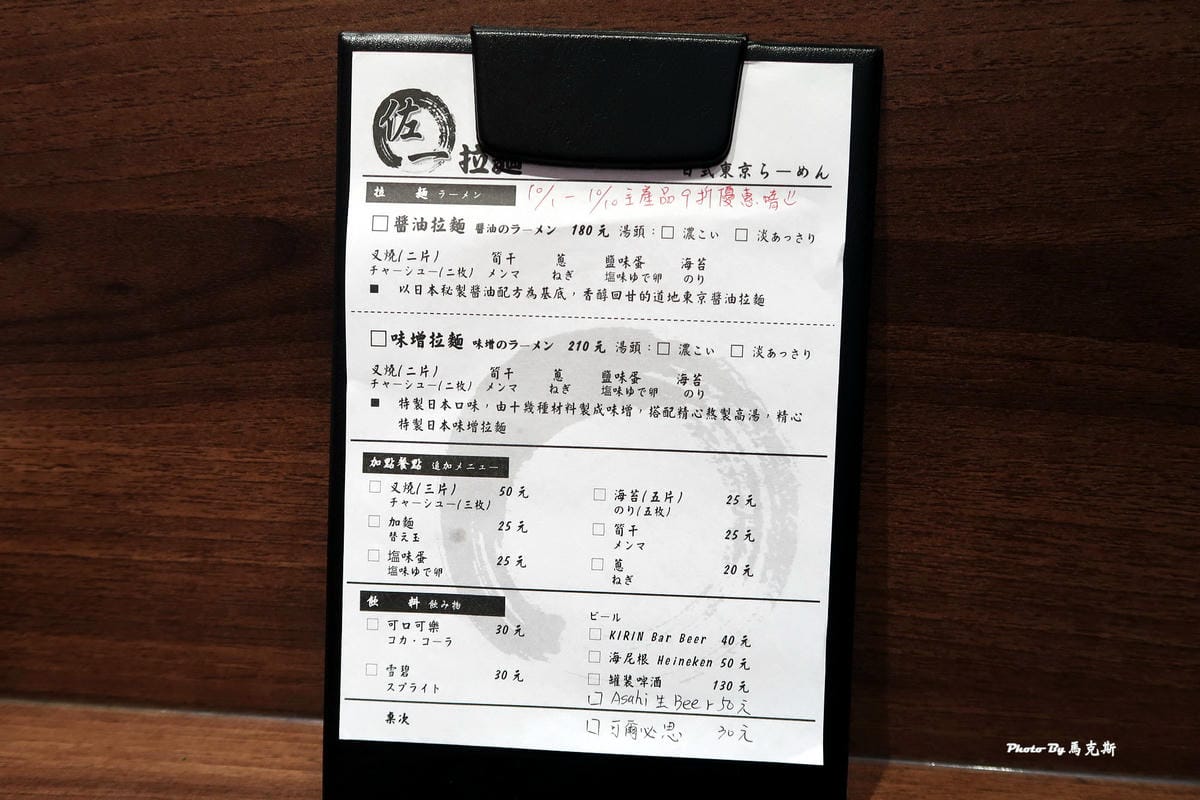 佐一拉麵
日式東京らーめん
拉 麵 ラーメン 10/1 - 10/10 主產品9折優惠唷!!
□醬油拉麵 醬油のラーメン 180元 湯頭:□ 濃こい □ 淡あっさり
叉燒(二片) 筍干 蔥 鹽味蛋 海苔
チャーシュー(二枚) メンマ ねぎ 塩味ゆで卵 のり
■ 以日本秘製醬油配方為基底,香醇回甘的道地東京醬油拉麵
□味增拉麵 味增のラーメン 210元 湯頭:□ 濃こい □ 淡あっさり
叉燒(二片) 筍干 蔥 鹽味蛋 海苔
チャーシュー(二枚) メンマ ねぎ 塩味ゆで卵 のり
■ 特製日本口味,由十幾種材料製成味增,搭配精心熬製高湯,精心
特製日本味增拉麵
加點餐點 追加メニュー
□ 叉燒(三片) 50元
チャーシュー(三枚)
□ 加麵 25元
替え玉
□ 塩味蛋 25元
塩味ゆで卵
□ 海苔(五片) 25元
のり(五枚)
□ 筍干 25元
メンマ
□ 蔥 20元
ねぎ
飲 料 飲み物
□ 可口可樂 30元
コカ・コーラ
□ 雪碧 30元
スプライト
ビール
□ KIRIN Bar Beer 40元
□ 海尼根 Heineken 50元
□ 罐裝啤酒 130元
□ Asahi 生Beer 50元
□ 可爾必思 30元
桌次
Photo By 馬克斯